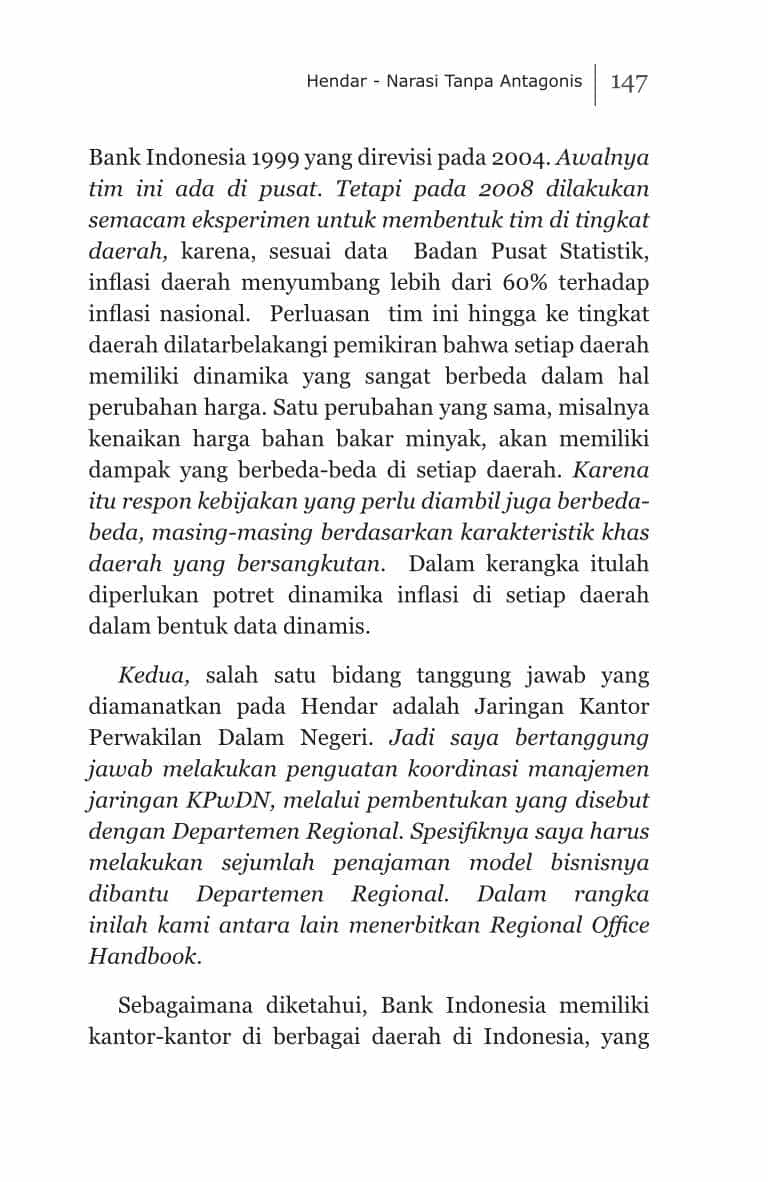 Hendar - Narasi Tanpa Antagonis 147
Bank Indonesia 1999 yang direvisi pada 2004. Awalnya
tim ini ada di pusat. Tetapi pada 2008 dilakukan
semacam eksperimen untuk membentuk tim di tingkat
daerah, karena, sesuai data Badan Pusat Statistik,
inflasi daerah menyumbang lebih dari 60% terhadap
inflasi nasional. Perluasan tim ini hingga ke tingkat
daerah dilatarbelakangi pemikiran bahwa setiap daerah
memiliki dinamika yang sangat berbeda dalam hal
perubahan harga. Satu perubahan yang sama, misalnya
kenaikan harga bahan bakar minyak, akan memiliki
dampak yang berbeda-beda di setiap daerah. Karena
itu respon kebijakan yang perlu diambil juga berbeda-
beda, masing-masing berdasarkan karakteristik khas
daerah yang bersangkutan. Dalam kerangka itulah
diperlukan potret dinamika inflasi di setiap daerah
dalam bentuk data dinamis.
Kedua, salah satu bidang tanggung jawab yang
diamanatkan pada Hendar adalah Jaringan Kantor
Perwakilan Dalam Negeri. Jadi saya bertanggung
jawab melakukan penguatan koordinasi manajemen
jaringan KPwDN, melalui pembentukan yang disebut
dengan Departemen Regional. Spesifiknya saya harus
melakukan sejumlah penajaman model bisnisnya
dibantu Departemen Regional. Dalam rangka
inilah kami antara lain menerbitkan Regional Office
Handbook.
Sebagaimana diketahui, Bank Indonesia memiliki
kantor-kantor di berbagai daerah di Indonesia, yang